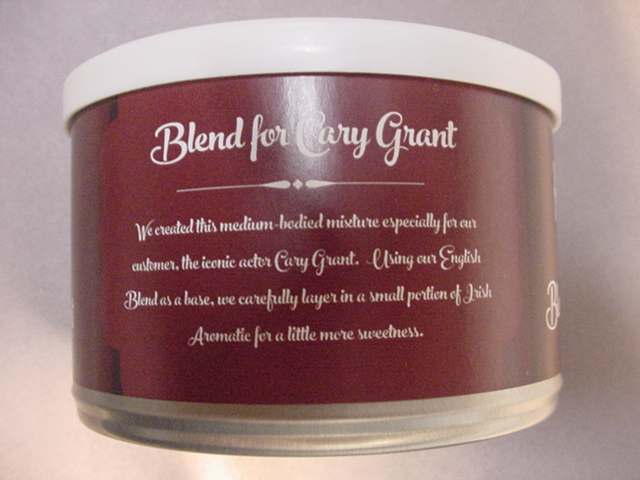 Blend for Cary Grant
We created this medium-bodied mixture especially for our
customer, the iconic actor Cary Grant. Using our English
Blend as a base, we carefully layer in a small portion of Irish
Aromatic for a little more sweetness.